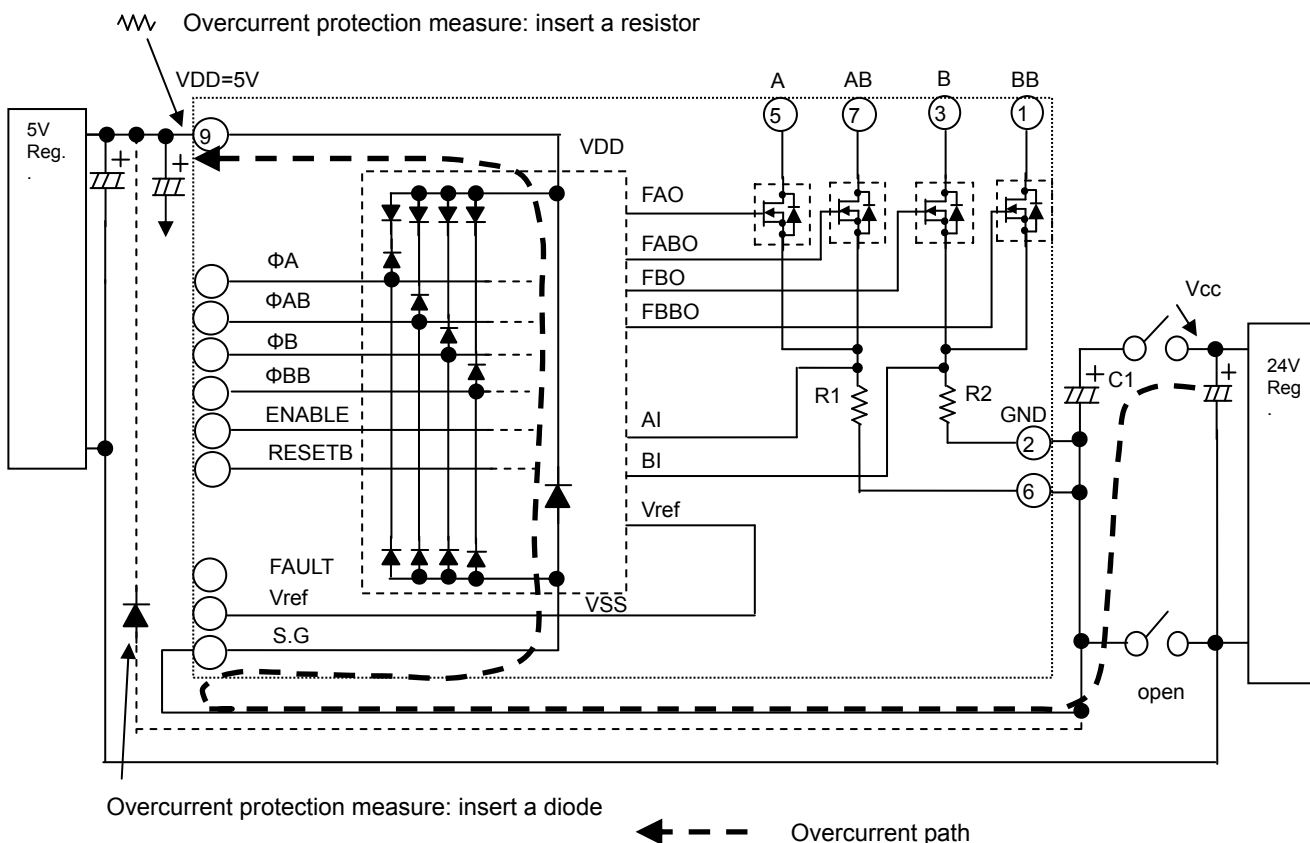 Overcurrent protection measure: insert a resistor
VDD=5V
A
AB
B
BB
5
7
3
1
5V
Reg.
.
+
+
9
VDD
FAO
FABO
FBO
FBBO
ΦA
ΦAB
ΦB
ΦBB
ENABLE
RESETB
AI
BI
Vref
R1
R2
GND
2
6
Vcc
+
C1
+
24V
Reg
.
FAULT
Vref
S.G
VSS
open
Overcurrent protection measure: insert a diode
Overcurrent path